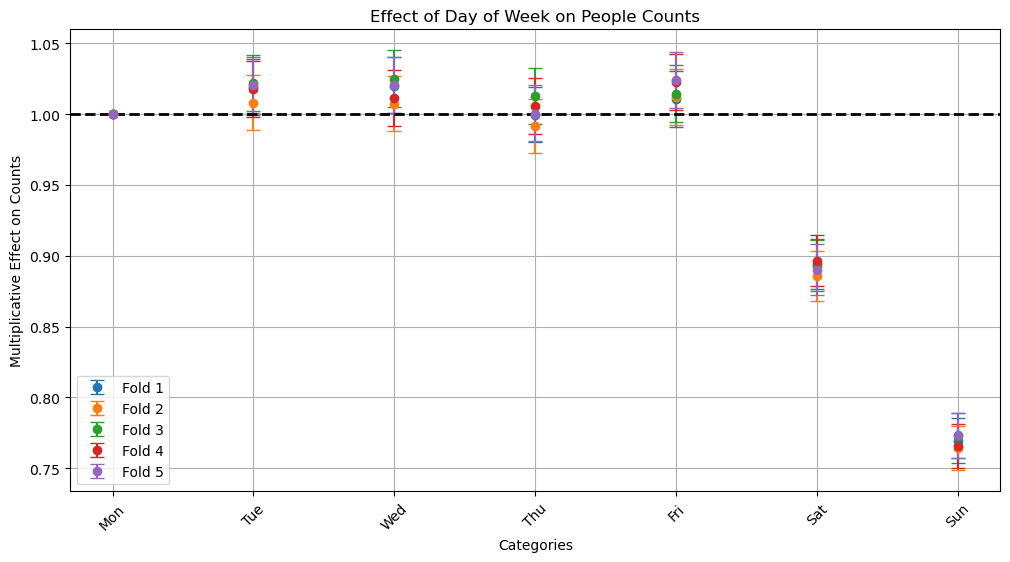 Effect of Day of Week on People Counts
Multiplicative Effect on Counts
1.05
1.00
0.95
0.90
0.85
0.80
0.75
Fold 1
Fold 2
Fold 3
Fold 4
Fold 5
Mon
Tue
Wed
Thu
Fri
Sat
Sun
Categories